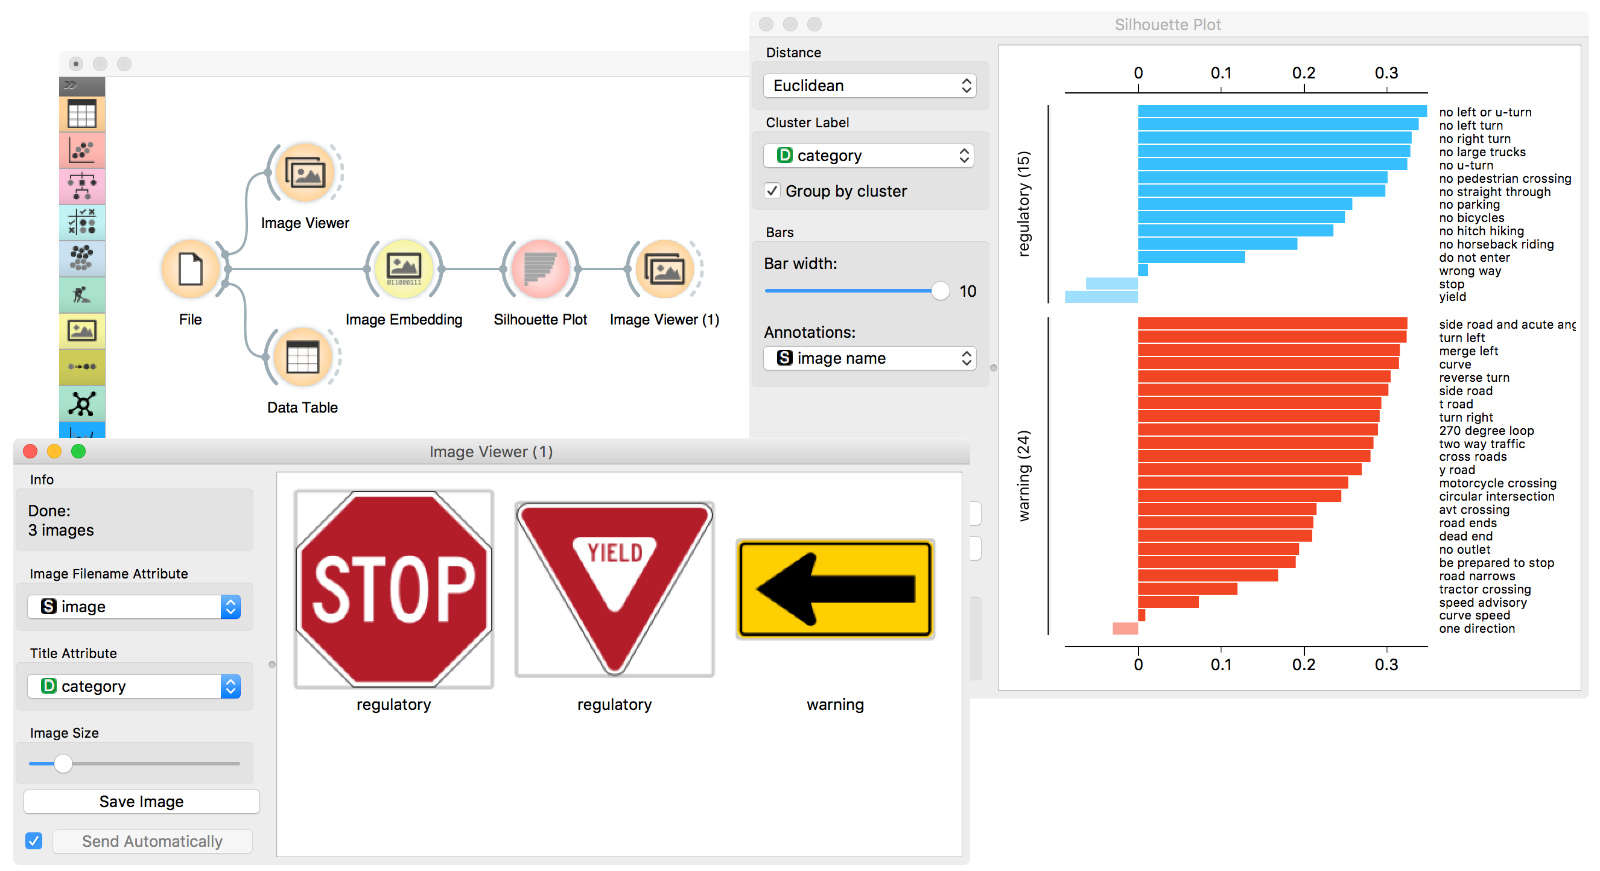 Silhouette Plot
Distance
Euclidean
Cluster Label
D category
Group by cluster
Bars
Bar width:
10
Annotations:
S image name
0 0.1 0.2 0.3
regulatory (15)
no left or u-turn
no left turn
no right turn
no large trucks
no u-turn
no pedestrian crossing
no straight through
no parking
no bicycles
no hitch hiking
no horseback riding
do not enter
wrong way
stop
yield
warning (24)
side road and acute ang
turn left
merge left
curve
reverse turn
side road
t road
turn right
270 degree loop
two way traffic
cross roads
y road
motorcycle crossing
circular intersection
avt crossing
road ends
dead end
no outlet
be prepared to stop
road narrows
tractor crossing
speed advisory
curve speed
one direction
0 0.1 0.2 0.3
Image Viewer
File
011000111
Image Embedding
Silhouette Plot
Image Viewer (1)
Data Table
Image Viewer (1)
Info
Done:
3 images
Image Filename Attribute
S image
Title Attribute
D category
Image Size
Save Image
Send Automatically
STOP
regulatory
YIELD
regulatory
warning